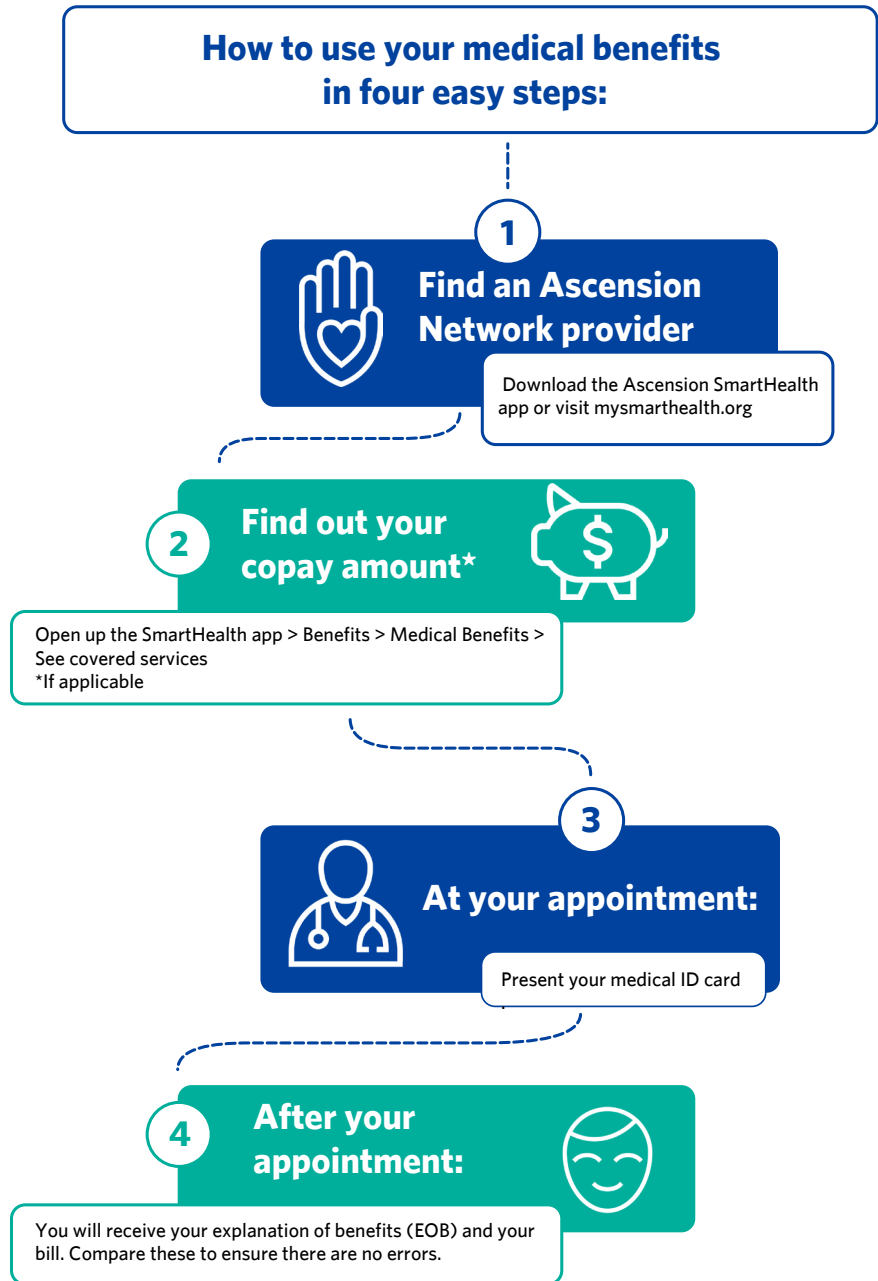 How to use your medical benefits
in four easy steps:
1
Find an Ascension
Network provider
Download the Ascension SmartHealth
app or visit mysmarthealth.org
2
Find out your
copay amount*
$
Open up the SmartHealth app > Benefits > Medical Benefits >
See covered services
*If applicable
3
At your appointment:
Present your medical ID card
4
After your
appointment:
You will receive your explanation of benefits (EOB) and your
bill. Compare these to ensure there are no errors.